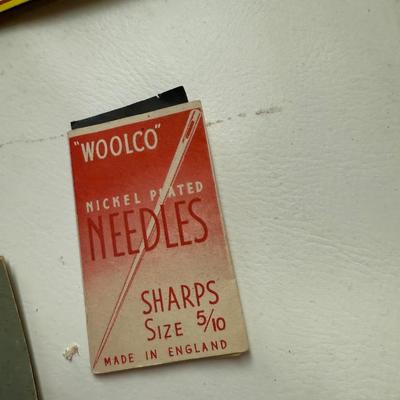 "WOOLCO"
NICKEL PLATED
NEEDLES
SHARPS
SIZE 5/10
MADE IN ENGLAND